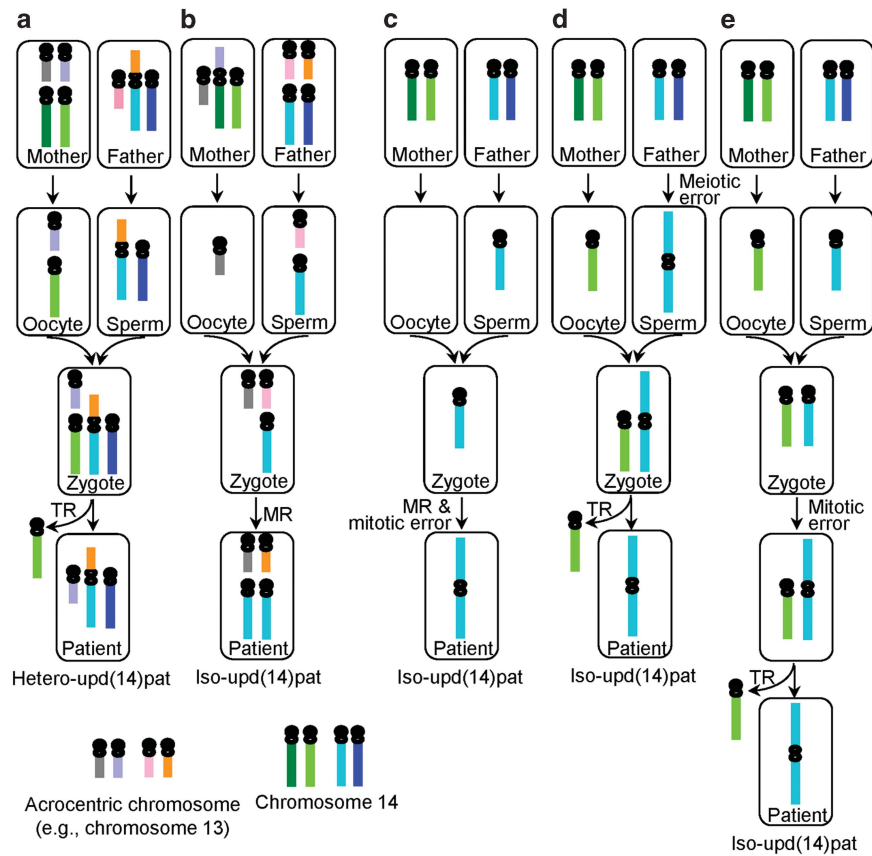 a
b
c
d
e
Mother
Father
Mother
Father
Mother
Father
Mother
Father
Mother
Father
Meiotic
error
Oocyte
Sperm
Oocyte
Sperm
Oocyte
Sperm
Oocyte
Sperm
Oocyte
Sperm
Zygote
Zygote
Zygote
Zygote
Zygote
TR
MR
MR &
mitotic error
TR
Mitotic
error
Patient
Patient
Patient
Patient
Hetero-upd(14)pat
Iso-upd(14)pat
Iso-upd(14)pat
Iso-upd(14)pat
TR
Patient
Iso-upd(14)pat
Acrocentric chromosome
(e.g., chromosome 13)
Chromosome 14